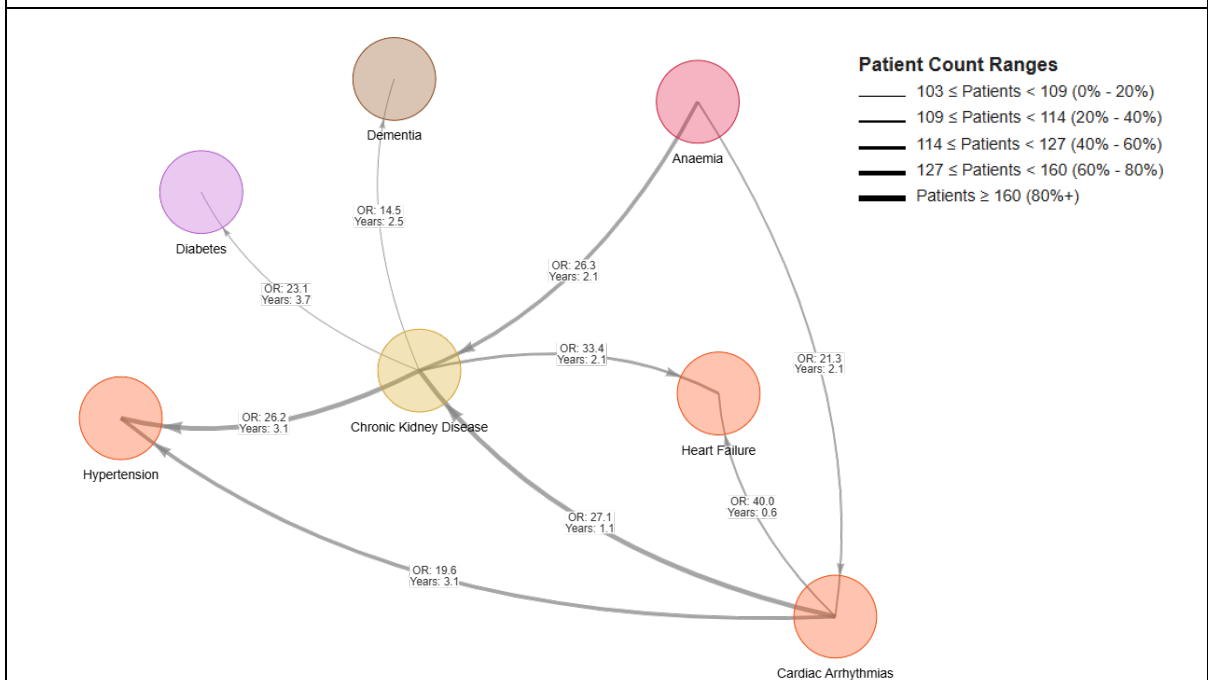 Patient Count Ranges
103 ≤ Patients < 109 (0% - 20%)
109 ≤ Patients < 114 (20% - 40%)
114 ≤ Patients < 127 (40% - 60%)
127 ≤ Patients < 160 (60% - 80%)
Patients ≥ 160 (80%+)
Dementia
Anaemia
OR: 14.5
Years: 2.5
Diabetes
OR: 26.3
Years: 2.1
OR: 23.1
Years: 3.7
OR: 33.4
Years: 2.1
OR: 21.3
Years: 2.1
OR: 26.2
Years: 3.1
Chronic Kidney Disease
Heart Failure
Hypertension
OR: 40.0
Years: 0.6
OR: 27.1
Years: 1.1
OR: 19.6
Years: 3.1
Cardiac Arrhythmias